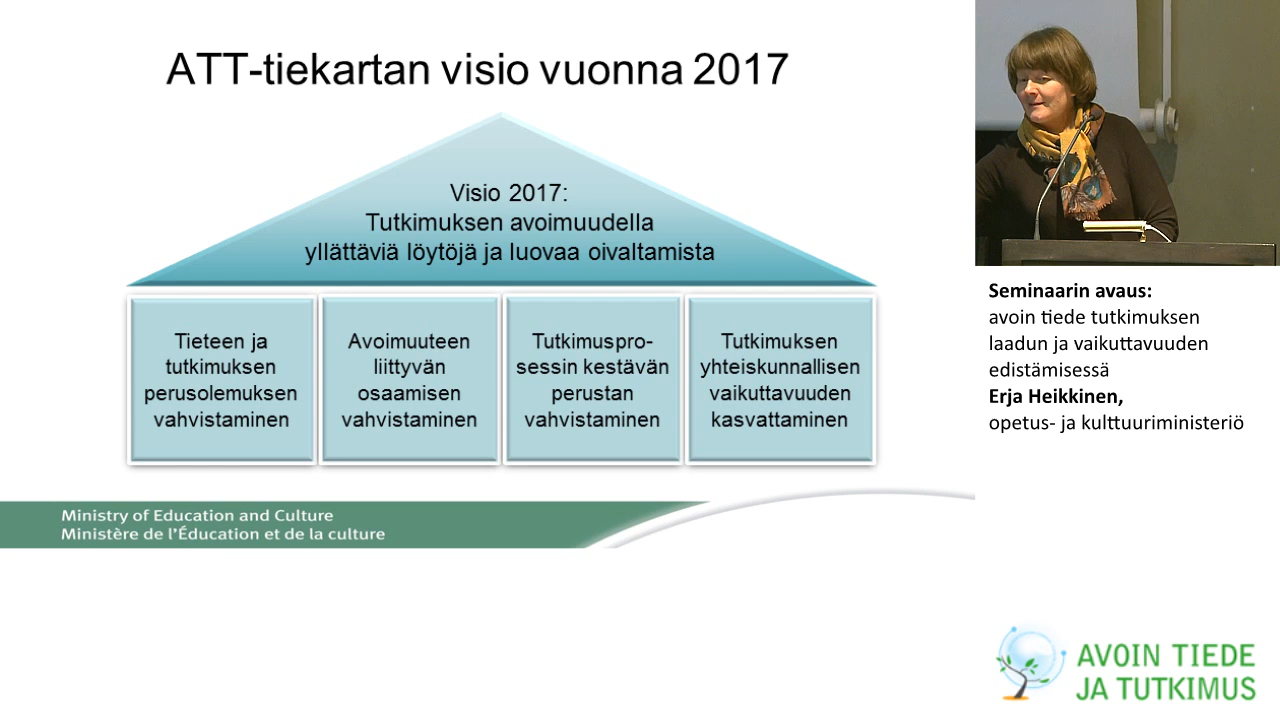 ATT-tiekartan visio vuonna 2017
Visio 2017:
Tutkimuksen avoimuudella
yllättäviä löytöjä ja luovaa oivaltamista
Tieteen ja
tutkimuksen
perusolemuksen
vahvistaminen
Avoimuuteen
liittyvän
osaamisen
vahvistaminen
Tutkimuspro-
sessin kestävän
perustan
vahvistaminen
Tutkimuksen
yhteiskunnallisen
vaikuttavuuden
kasvattaminen
Ministry of Education and Culture
Ministère de l'Éducation et de la culture
Seminaarin avaus:
avoin tiede tutkimuksen
laadun ja vaikuttavuuden
edistämisessä
Erja Heikkinen,
opetus- ja kulttuuriministeriö
AVOIN TIEDE
JA TUTKIMUS